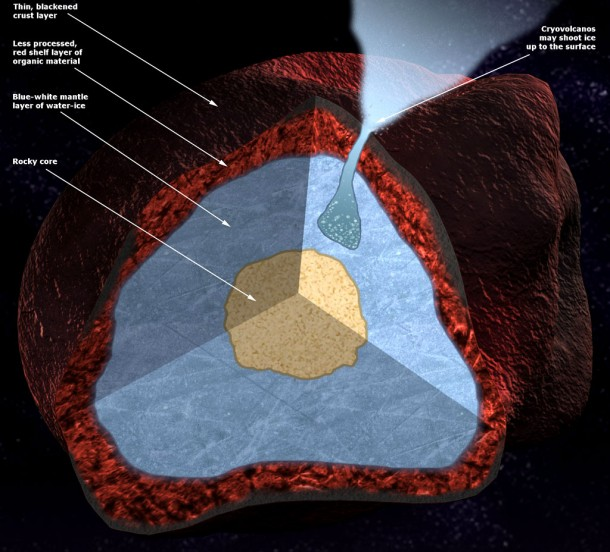 Thin, blackened
crust layer
Less processed,
red shelf layer of
organic material
Blue-white mantle
layer of water-ice
Rocky core
Cryovolcanos
may shoot ice
up to the surface